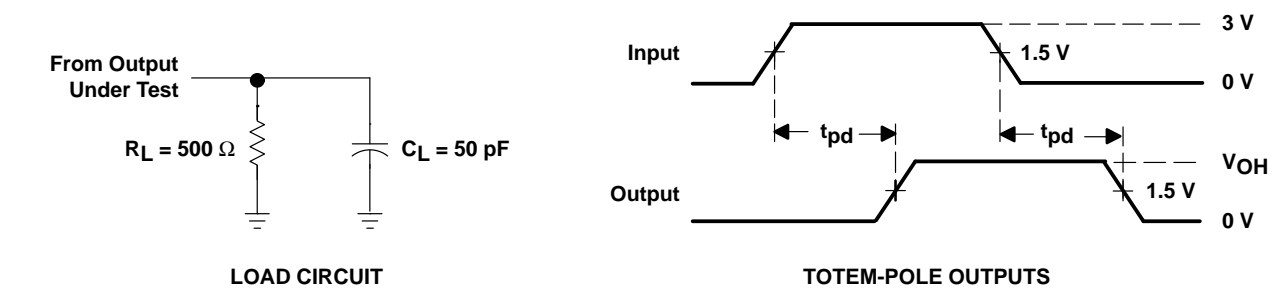 From Output
Under Test
RL = 500 Ω
CL = 50 pF
LOAD CIRCUIT
Input
3 V
1.5 V
0 V
tpd
tpd
Output
VOH
1.5 V
0 V
TOTEM-POLE OUTPUTS